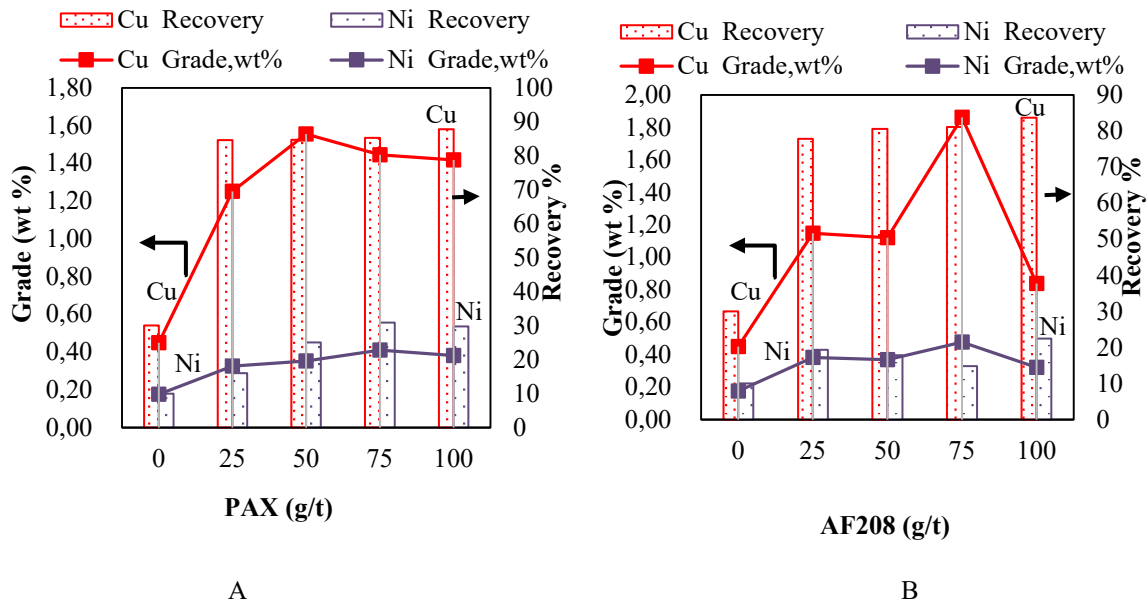 Cu Recovery Ni Recovery
Cu Grade,wt% Ni Grade,wt%
1,80
1,60
1,40
1,20
1,00
0,80
0,60
0,40
0,20
0,00
Grade (wt %)
Cu
Ni
Cu
Ni
100
90
80
70
60
50
40
30
20
10
0
Recovery %
0 25 50 75 100
PAX (g/t)
A
Cu Recovery Ni Recovery
Cu Grade,wt% Ni Grade,wt%
2,00
1,80
1,60
1,40
1,20
1,00
0,80
0,60
0,40
0,20
0,00
Grade (wt %)
Cu
Ni
Cu
Ni
90
80
70
60
50
40
30
20
10
0
Recovery %
0 25 50 75 100
AF208 (g/t)
B